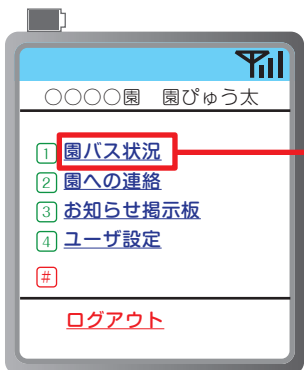 ○○○○園 園ぴゅう太
1 園バス状況
2 園への連絡
3 お知らせ掲示板
4 ユーザ設定
#
ログアウト